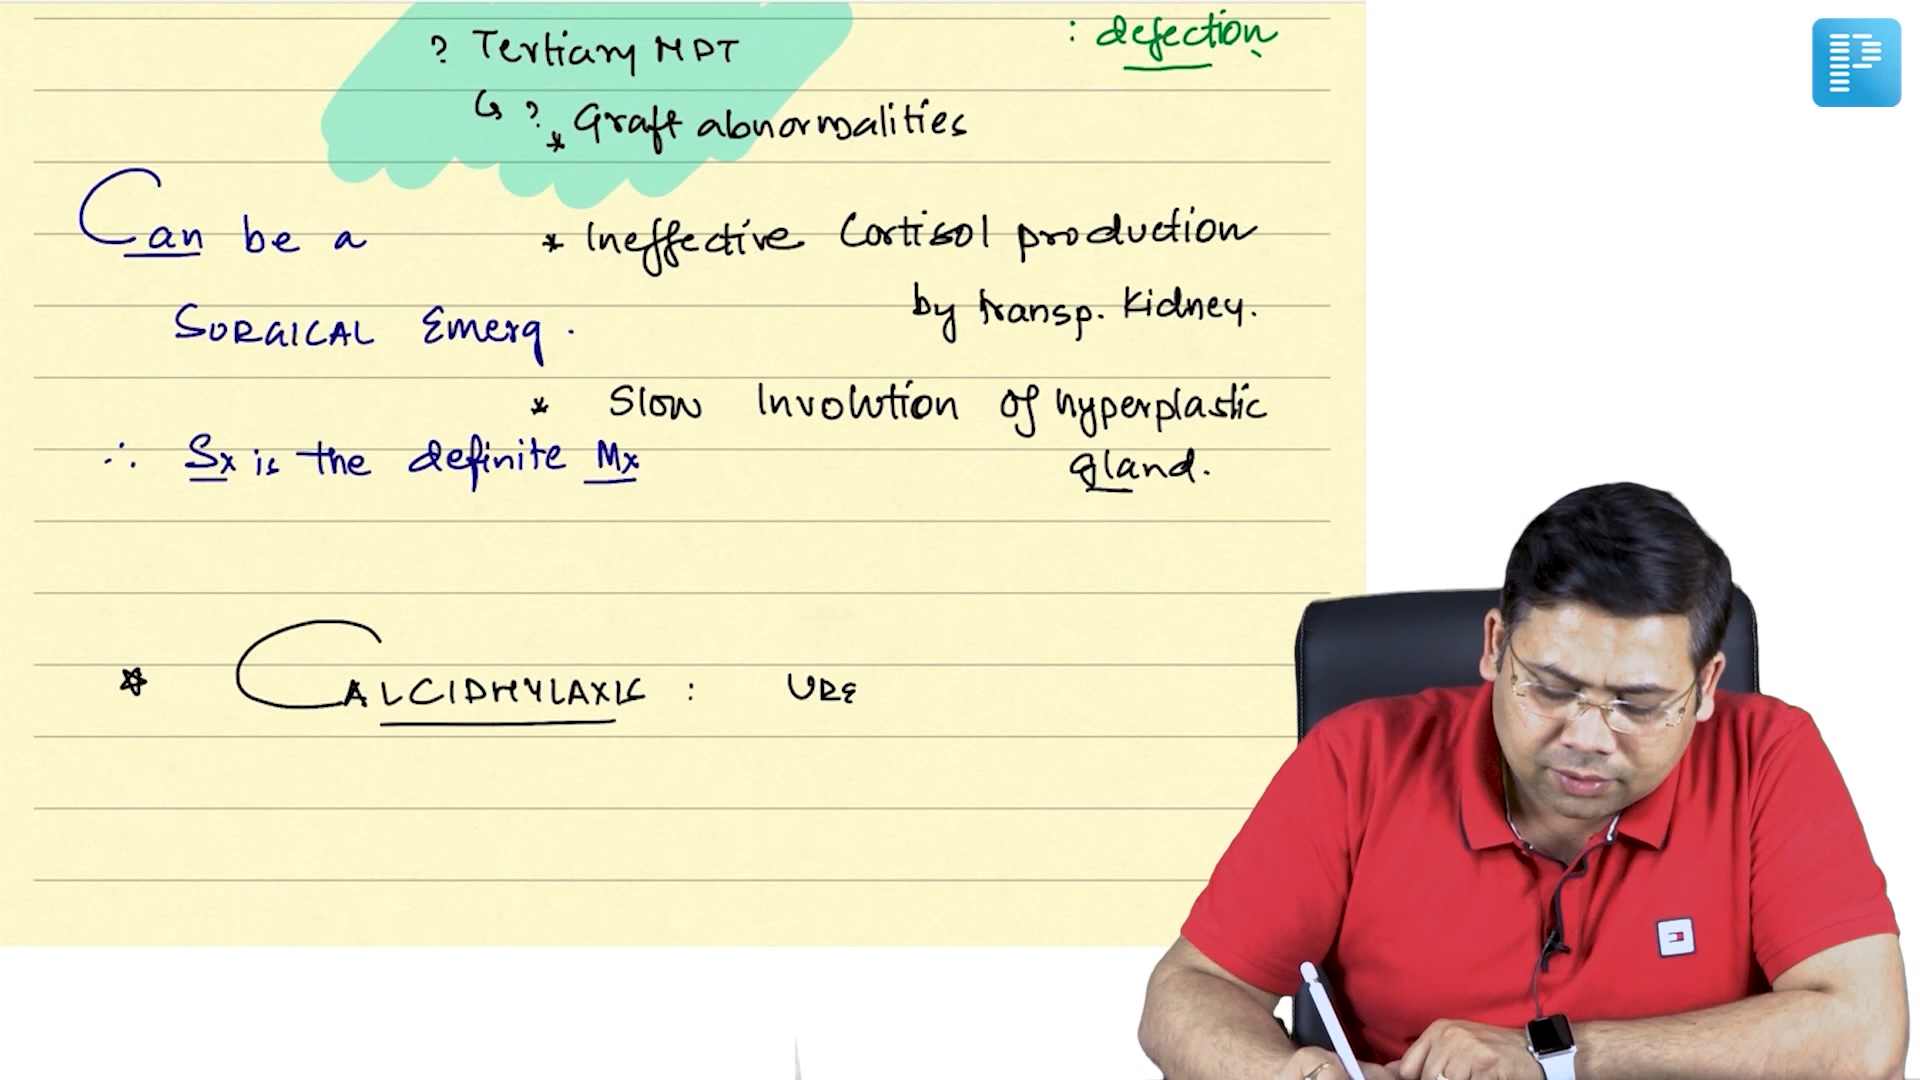 : defection
? Tertiary HPT
↳ ? * Graft abnormalities
Can be a
SURGICAL Emerg.
* Ineffective Cortisol production
by transp. kidney.
* Slow Involution of hyperplastic
gland.
∴ Sx is the definite Mx
* CALCIPHYLAXIS : URE